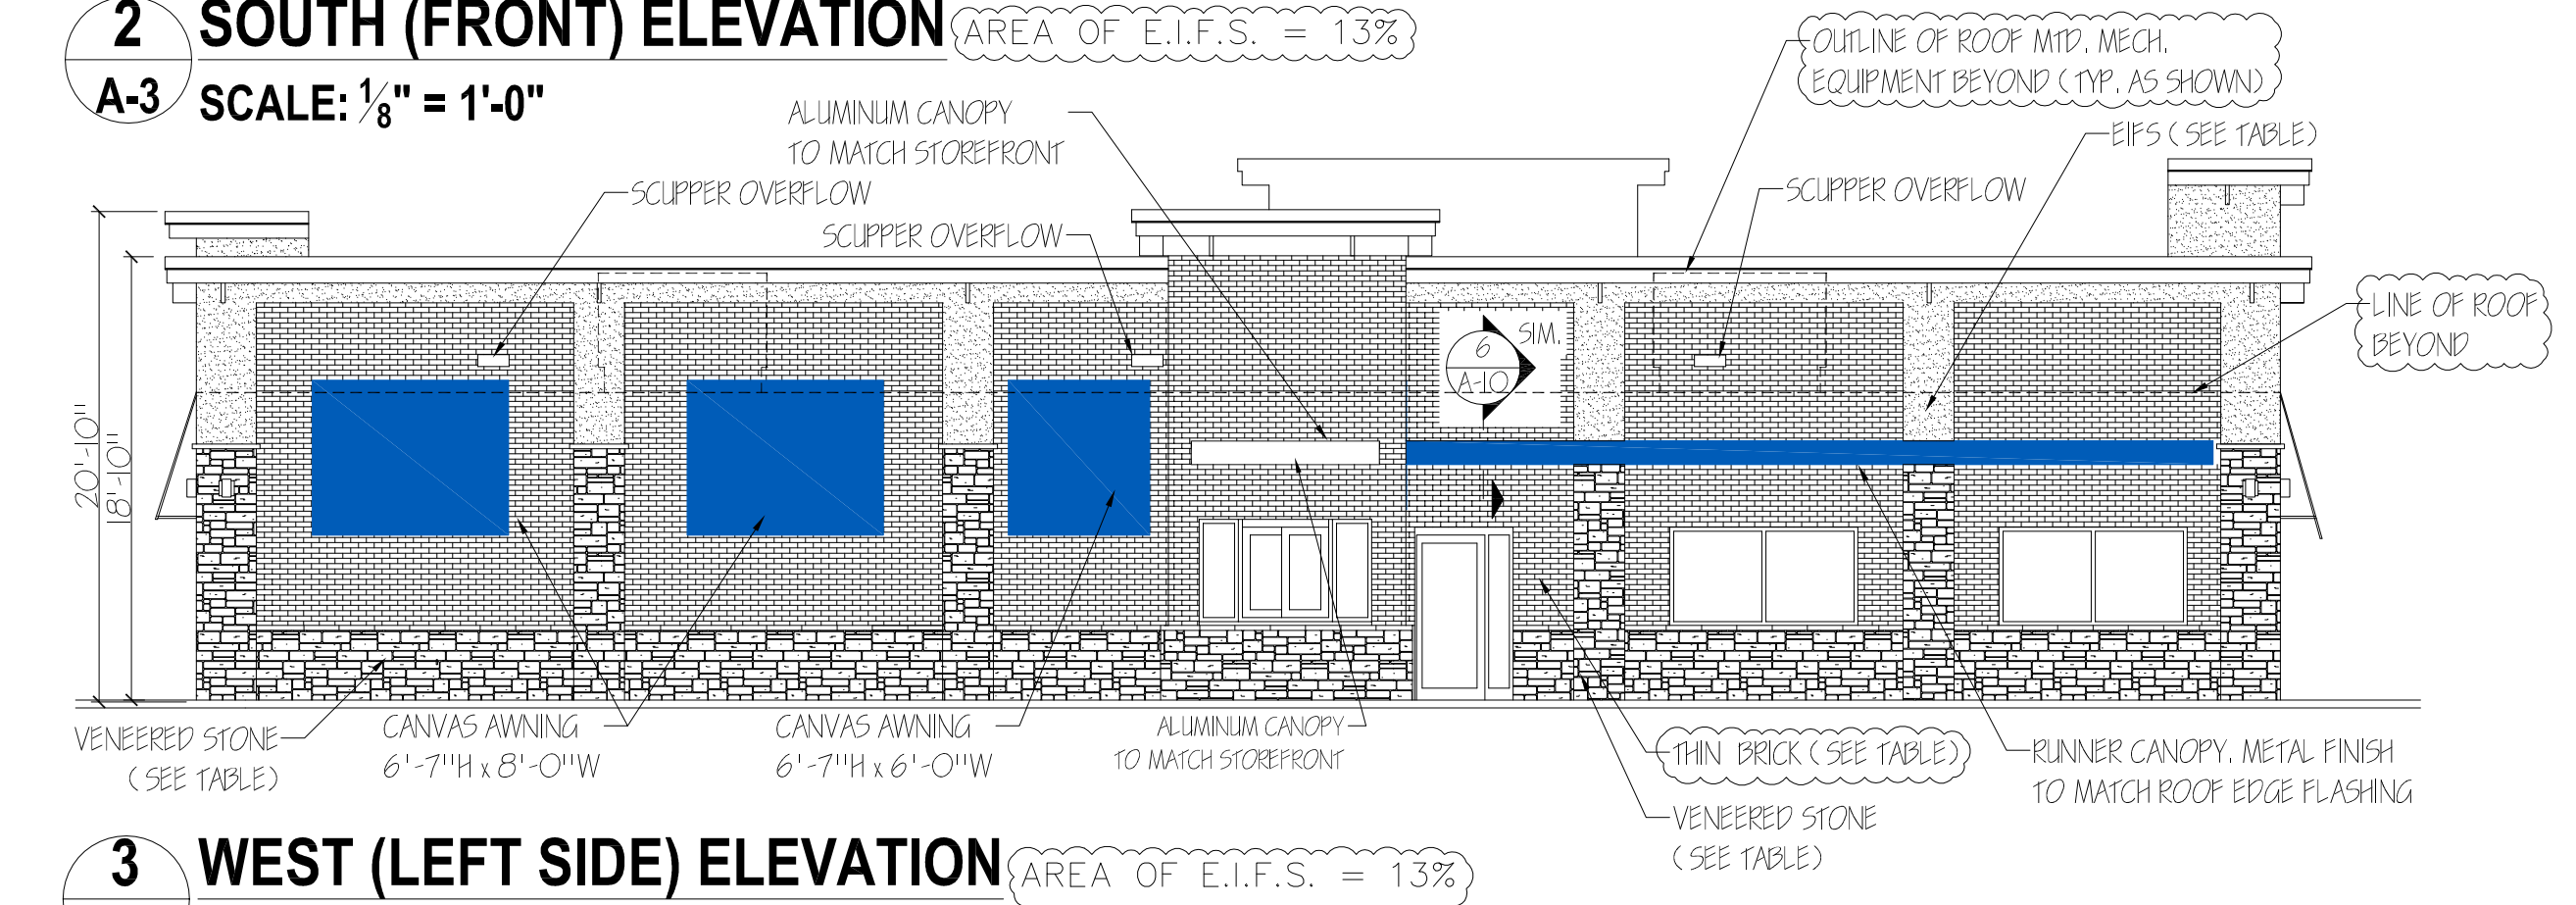 2
A-3
SOUTH (FRONT) ELEVATION
AREA OF E.I.F.S. = 13%
SCALE: 1/8" = 1'-0"
OUTLINE OF ROOF MTD. MECH.
EQUIPMENT BEYOND (TYP. AS SHOWN)
ALUMINUM CANOPY
TO MATCH STOREFRONT
EIFS (SEE TABLE)
SCUPPER OVERFLOW
SCUPPER OVERFLOW
SCUPPER OVERFLOW
LINE OF ROOF
BEYOND
6
A-10
SIM.
20'-10"
18'-10"
VENEERED STONE
(SEE TABLE)
CANVAS AWNING
6'-7"H x 8'-0"W
CANVAS AWNING
6'-7"H x 6'-0"W
ALUMINUM CANOPY
TO MATCH STOREFRONT
THIN BRICK (SEE TABLE)
VENEERED STONE
(SEE TABLE)
RUNNER CANOPY. METAL FINISH
TO MATCH ROOF EDGE FLASHING
3
WEST (LEFT SIDE) ELEVATION
AREA OF E.I.F.S. = 13%